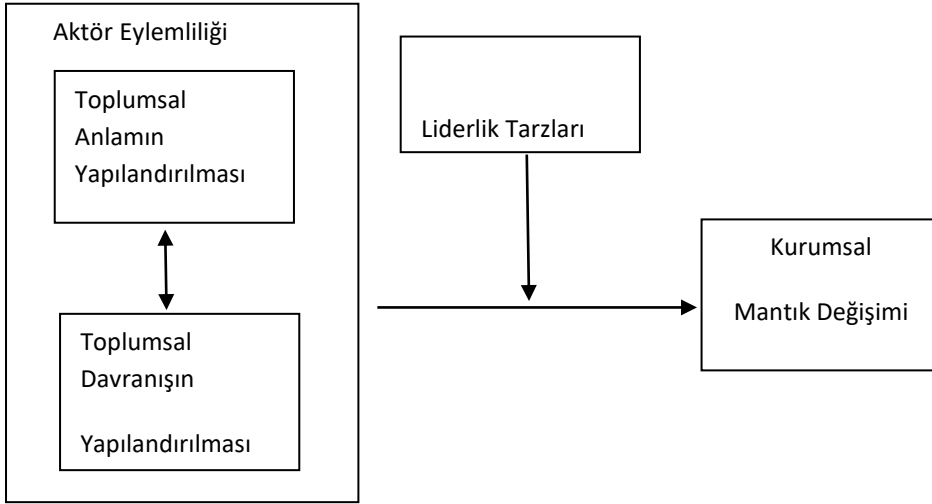 Aktör Eylemliliği
Toplumsal
Anlamın
Yapılandırılması
Toplumsal
Davranışın
Yapılandırılması
Liderlik Tarzları
Kurumsal
Mantık Değişimi